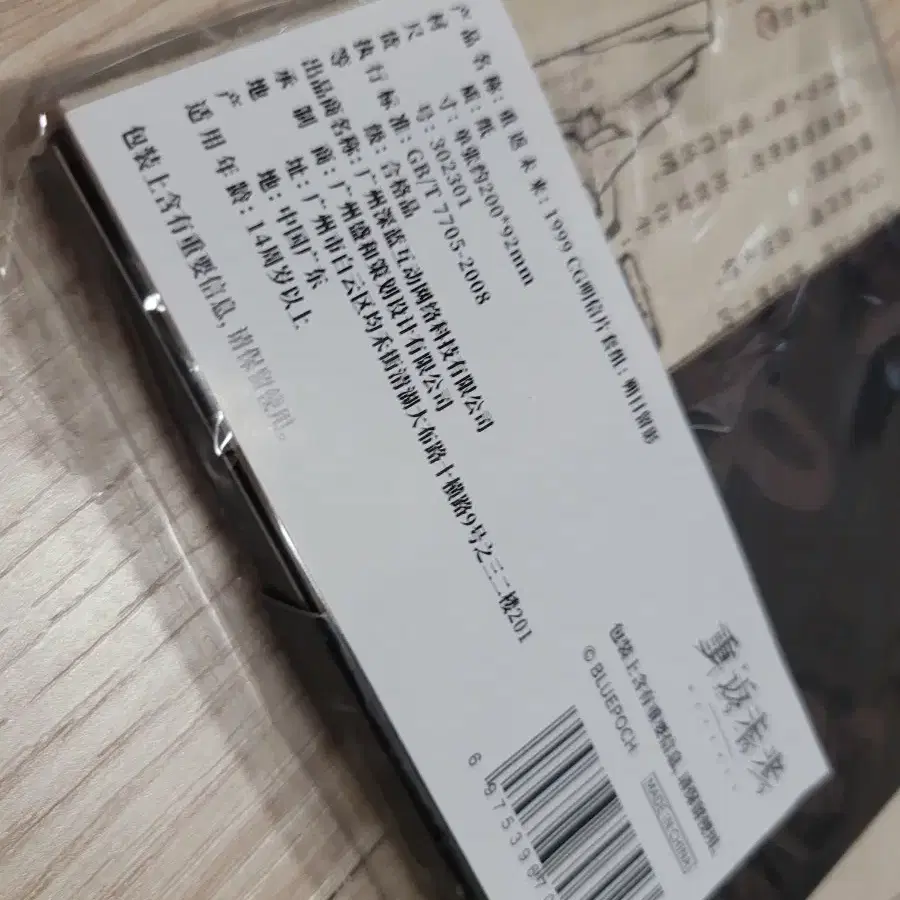 产品名称：重返未来：1999 CG明信片套组：明日留影
材 质：纸
尺 寸：单张约200*92mm
货 号：302301
执行标准：GB/T 7705-2008
等 级：合格品
出品商名称：广州深蓝互动网络科技有限公司
承 制 商：广州盛和策划设计有限公司
地 址：广州市白云区均禾街清湖大布路十横路9号之三二楼201
产 地：中国广东
适用年龄：14周岁以上
包装上含有重要信息，请保留备用。
重返未来
包装上含有重要信息，请保留使用。
© BLUEPOCH
MADE IN CHINA
6 975398